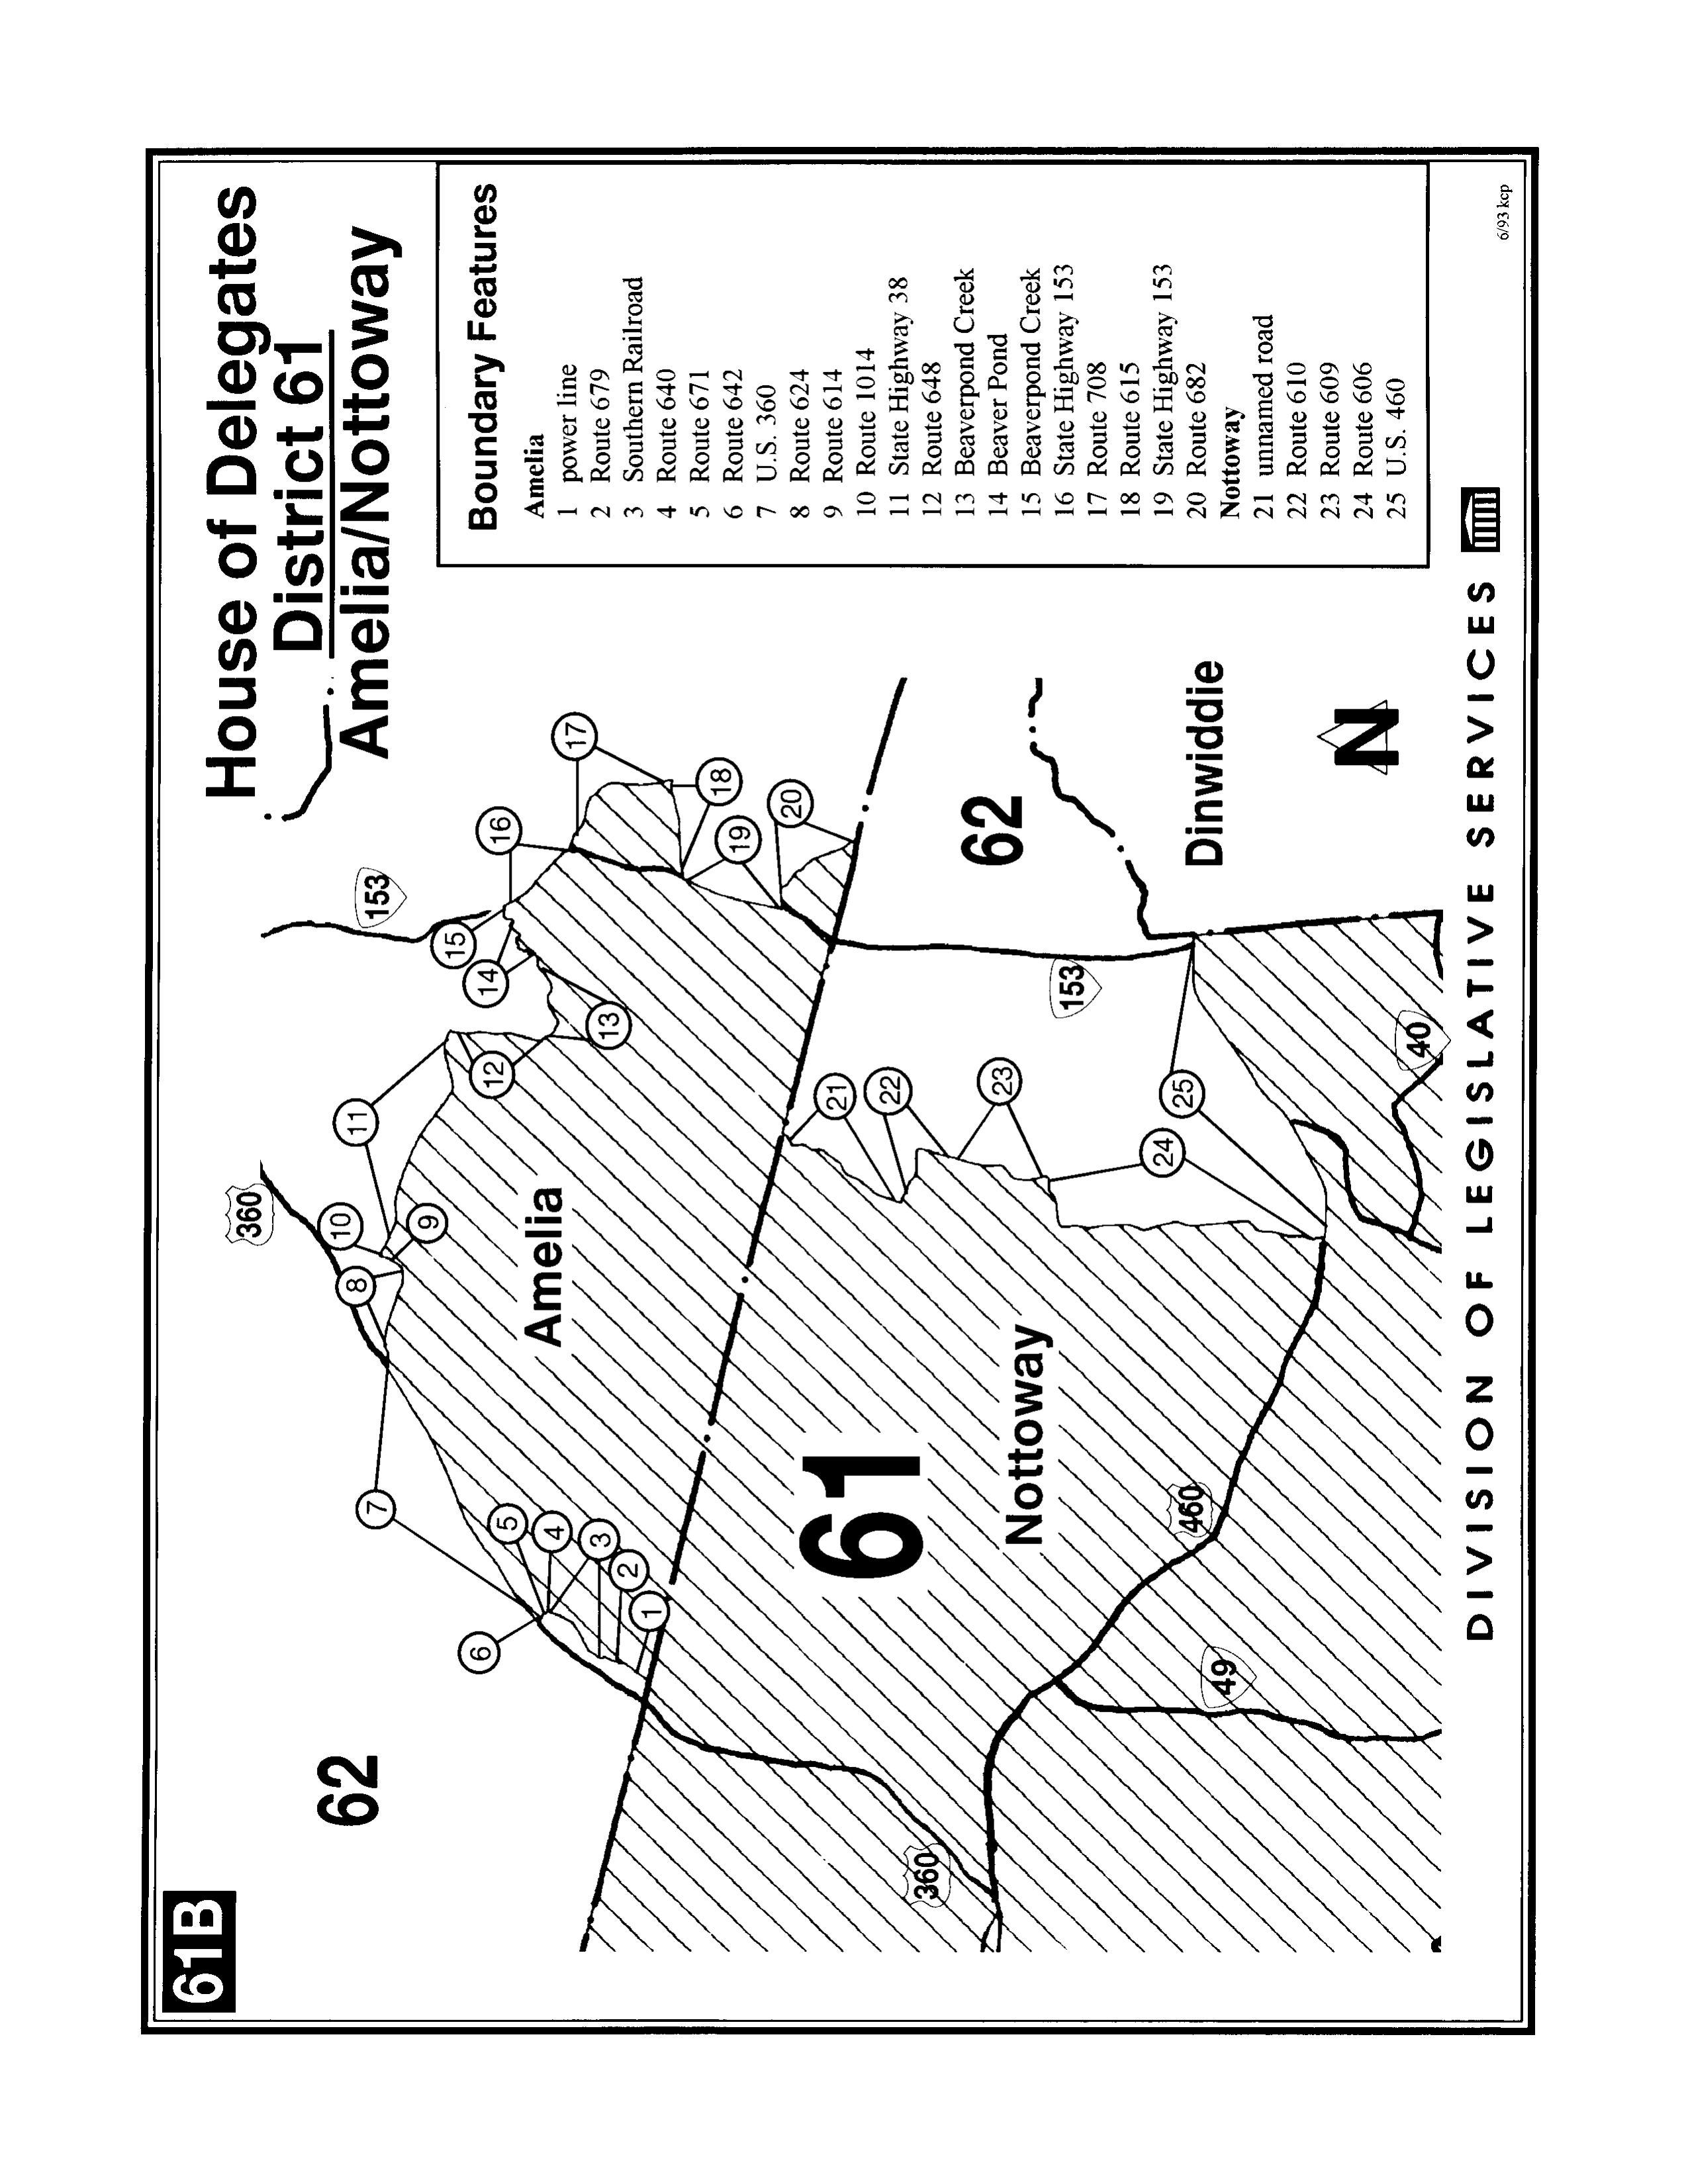 61B
House of Delegates
District 61
Amelia/Nottoway
Boundary Features
Amelia
1 power line
2 Route 679
3 Southern Railroad
4 Route 640
5 Route 671
6 Route 642
7 U.S. 360
8 Route 624
9 Route 614
10 Route 1014
11 State Highway 38
12 Route 648
13 Beaverpond Creek
14 Beaver Pond
15 Beaverpond Creek
16 State Highway 153
17 Route 708
18 Route 615
19 State Highway 153
20 Route 682
Nottoway
21 unnamed road
22 Route 610
23 Route 609
24 Route 606
25 U.S. 460
62
360
153
7
8
10
9
11
12
13
14
15
16
17
18
19
20
6
5
4
3
2
1
Amelia
61
Nottoway
21
22
23
24
25
62
Dinwiddie
153
360
460
49
40
N
DIVISION OF LEGISLATIVE SERVICES
6/93 kcp